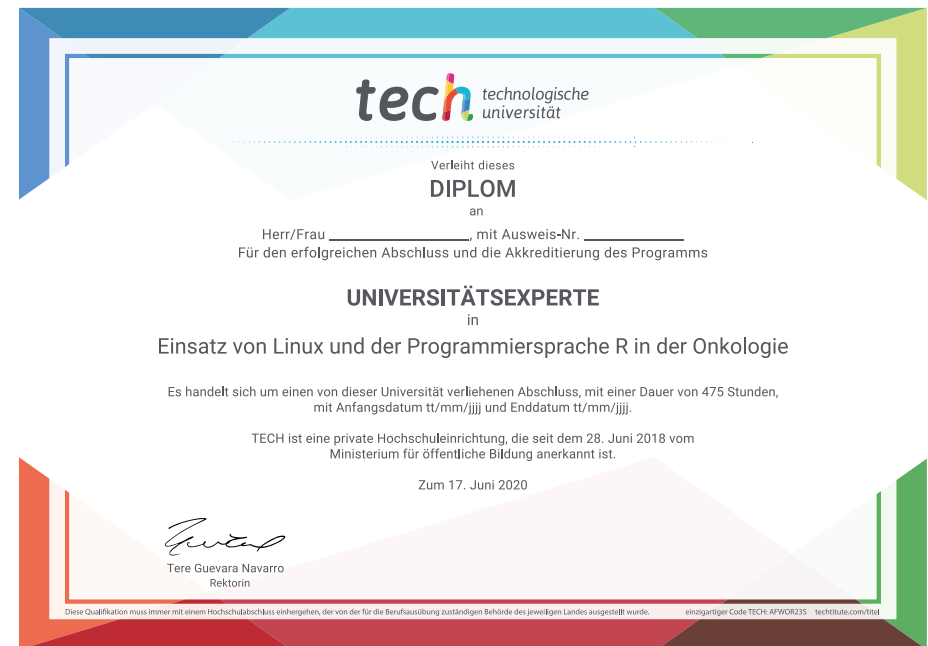 tech technologische
universität
Verleiht dieses
DIPLOM
an
Herr/Frau ____________, mit Ausweis-Nr. ____________
Für den erfolgreichen Abschluss und die Akkreditierung des Programms
UNIVERSITÄTSEXPERTE
in
Einsatz von Linux und der Programmiersprache R in der Onkologie
Es handelt sich um einen von dieser Universität verliehenen Abschluss, mit einer Dauer von 475 Stunden,
mit Anfangsdatum tt/mm/jjjj und Enddatum tt/mm/jjjj.
TECH ist eine private Hochschuleinrichtung, die seit dem 28. Juni 2018 vom
Ministerium für öffentliche Bildung anerkannt ist.
Zum 17. Juni 2020
Tere Guevara Navarro
Rektorin
Diese Qualifikation muss immer mit einem Hochschulabschluss einhergehen, der von der für die Berufsausübung zuständigen Behörde des jeweiligen Landes ausgestellt wurde. einzigartiger Code TECH: AFWOR23S techtitute.com/titel